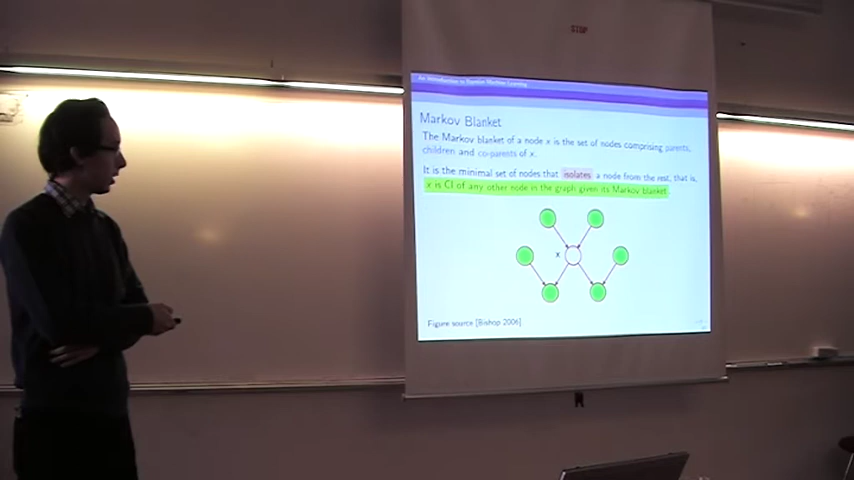 STOP
An Introduction to Bayesian Machine Learning
Markov Blanket
The Markov blanket of a node x is the set of nodes comprising parents,
children and co-parents of x.
It is the minimal set of nodes that isolates a node from the rest, that is,
x is CI of any other node in the graph given its Markov blanket.
x
Figure source [Bishop 2006]